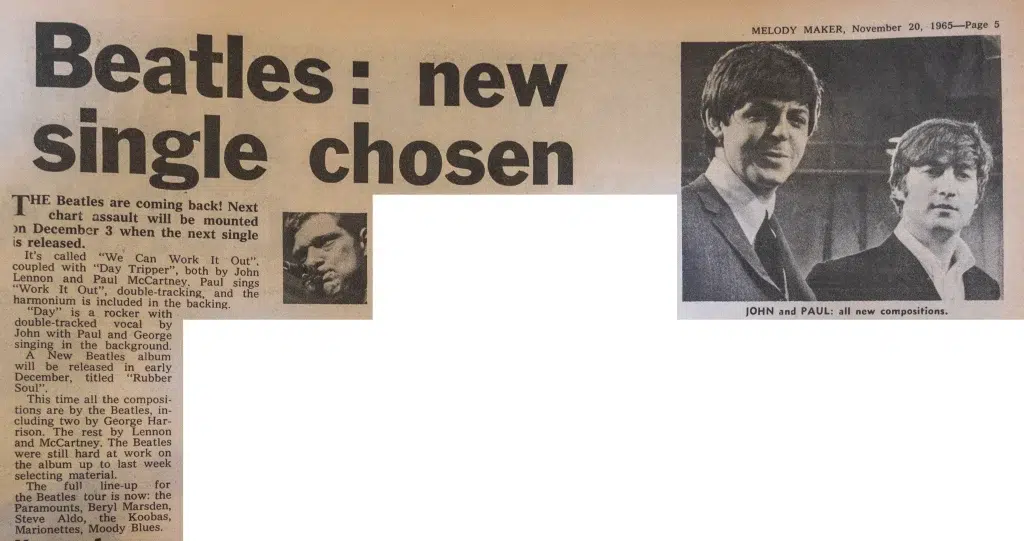 MELODY MAKER, November 20, 1965—Page 5
Beatles: new
single chosen
THE Beatles are coming back! Next
chart assault will be mounted
on December 3 when the next single
is released.
It's called "We Can Work It Out",
coupled with "Day Tripper", both by John
Lennon and Paul McCartney. Paul sings
"Work It Out", double-tracking, and the
harmonium is included in the backing.
"Day" is a rocker with
double-tracked vocal by
John with Paul and George
singing in the background.
A New Beatles album
will be released in early
December, titled "Rubber
Soul".
This time all the composi-
tions are by the Beatles, in-
cluding two by George Har-
rison. The rest by Lennon
and McCartney. The Beatles
were still hard at work on
the album up to last week
selecting material.
The full line-up for
the Beatles tour is now: the
Paramounts, Beryl Marsden,
Steve Aldo, the Koobas,
Marionettes, Moody Blues.
JOHN and PAUL: all new compositions.